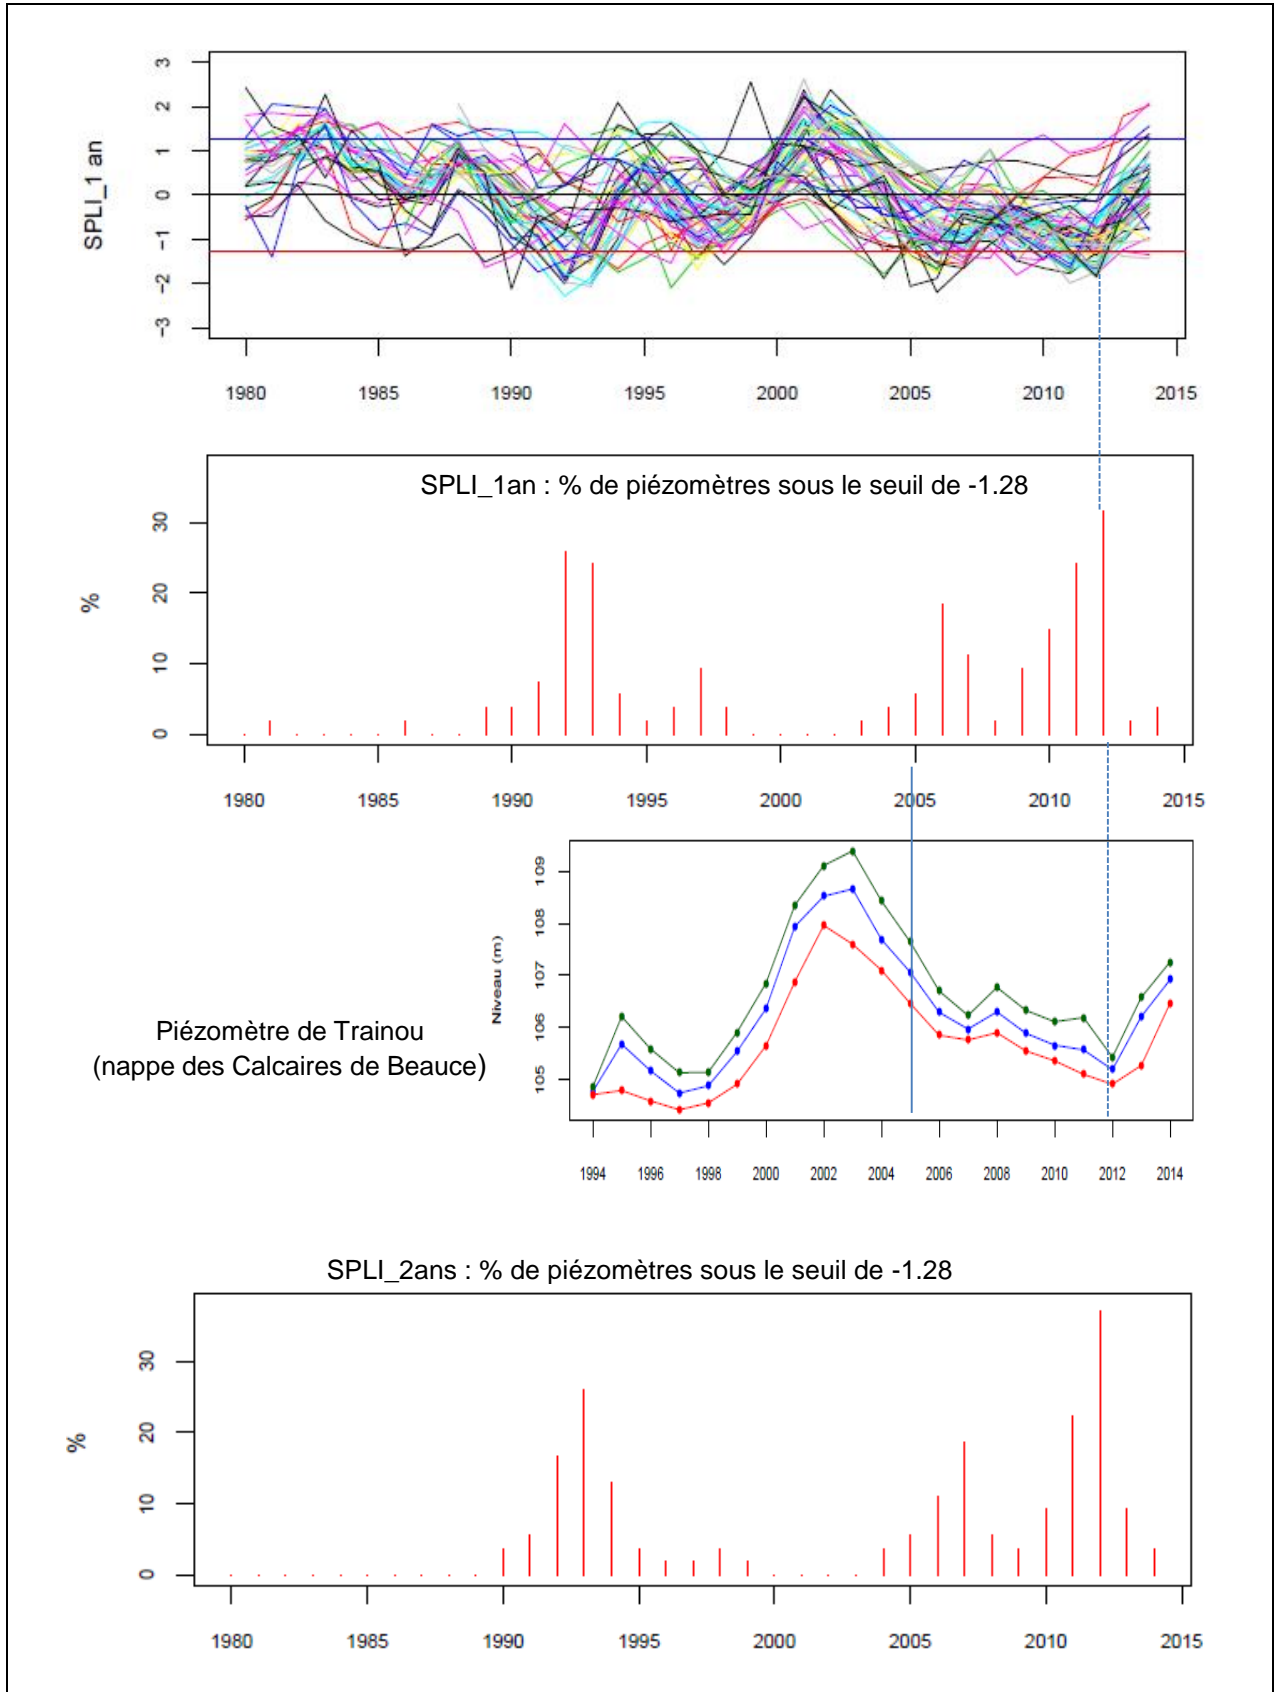 3
2
1
0
-1
-2
-3
SPLI_1 an
1980 1985 1990 1995 2000 2005 2010 2015
SPLI_1an : % de piézomètres sous le seuil de -1.28
30
20
10
0
%
1980 1985 1990 1995 2000 2005 2010 2015
109
108
107
106
105
Niveau (m)
Piézomètre de Trainou
(nappe des Calcaires de Beauce)
1994 1996 1998 2000 2002 2004 2006 2008 2010 2012 2014
SPLI_2ans : % de piézomètres sous le seuil de -1.28
30
20
10
0
%
1980 1985 1990 1995 2000 2005 2010 2015